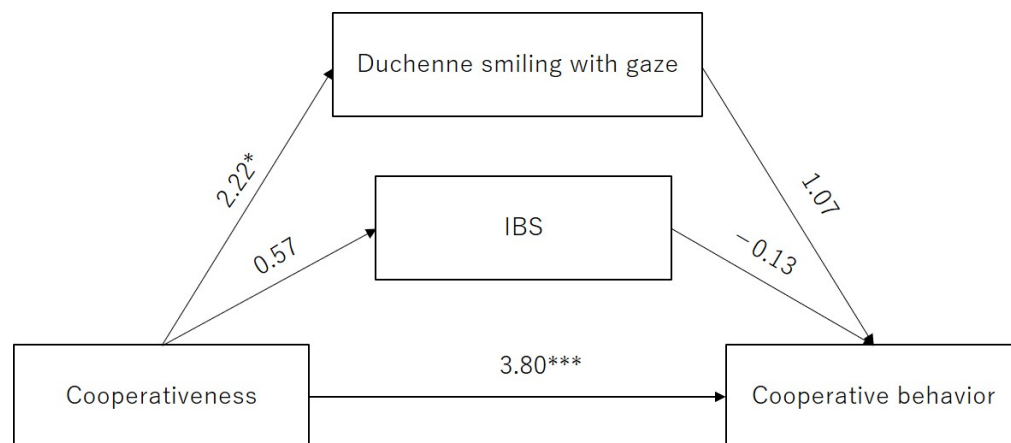 Duchenne smiling with gaze
2.22*
1.07
IBS
0.57
−0.13
3.80***
Cooperativeness
Cooperative behavior